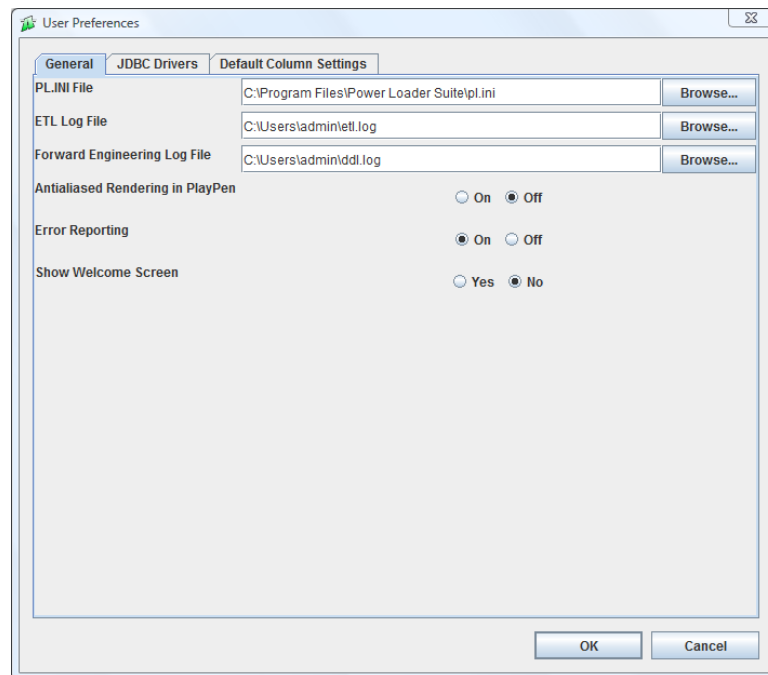 User Preferences
General JDBC Drivers Default Column Settings
PL.INI File C:\Program Files\Power Loader Suite\pl.ini Browse...
ETL Log File C:\Users\admin\etl.log Browse...
Forward Engineering Log File C:\Users\admin\ddl.log Browse...
Antialiased Rendering in PlayPen On Off
Error Reporting On Off
Show Welcome Screen Yes No
OK Cancel